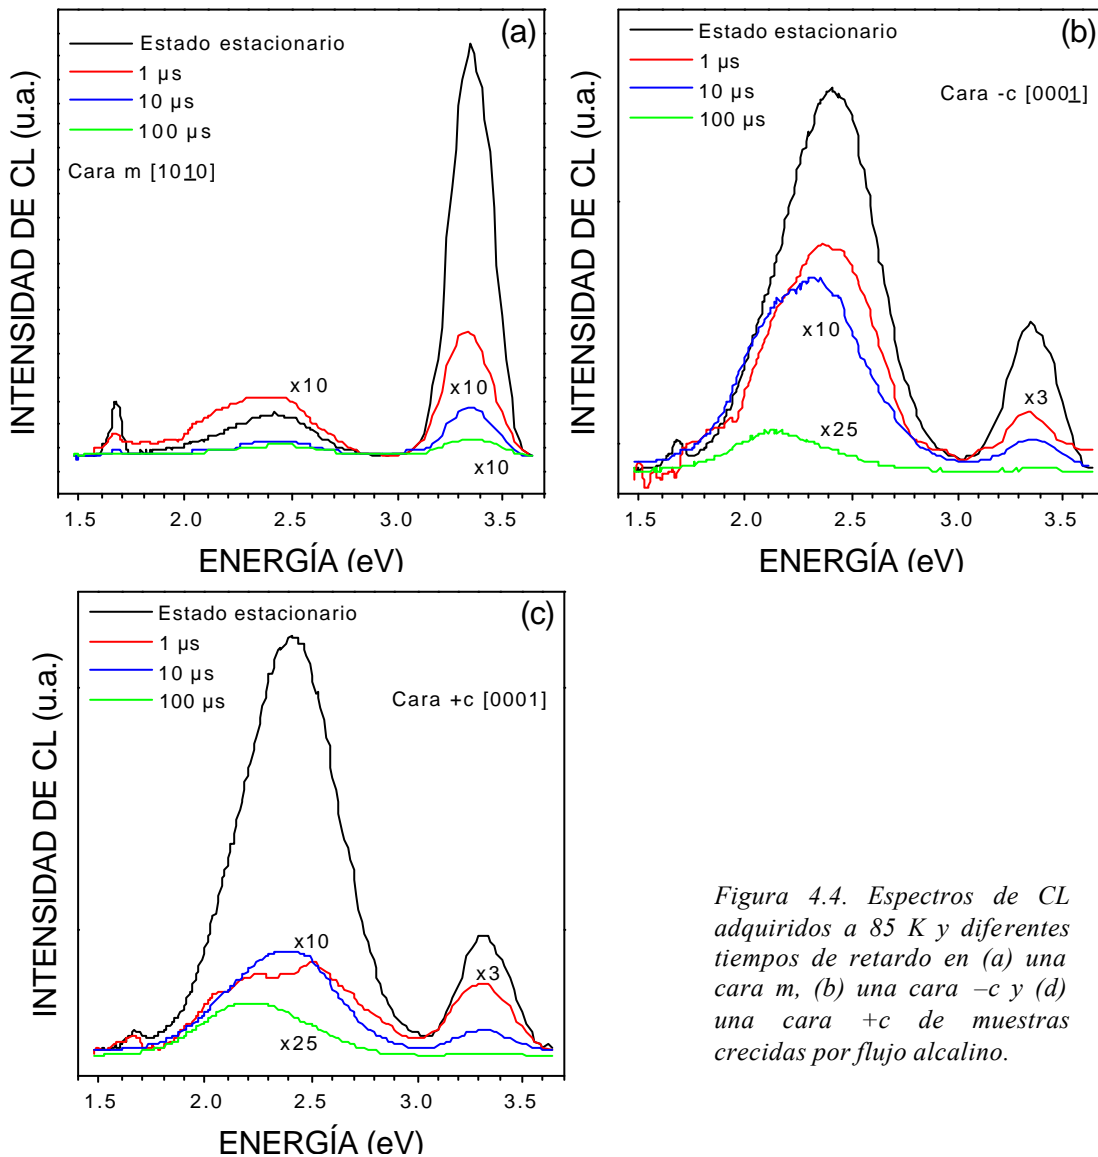 (a)
Estado estacionario
1 µs
10 µs
100 µs
Cara m [1010]
x10
x10
x10
INTENSIDAD DE CL (u.a.)
1.5 2.0 2.5 3.0 3.5
ENERGÍA (eV)
(b)
Estado estacionario
1 µs
10 µs
100 µs
Cara -c [0001]
x10
x3
x25
INTENSIDAD DE CL (u.a.)
1.5 2.0 2.5 3.0 3.5
ENERGÍA (eV)
(c)
Estado estacionario
1 µs
10 µs
100 µs
Cara +c [0001]
x10
x3
x25
INTENSIDAD DE CL (u.a.)
1.5 2.0 2.5 3.0 3.5
ENERGÍA (eV)
Figura 4.4. Espectros de CL
adquiridos a 85 K y diferentes
tiempos de retardo en (a) una
cara m, (b) una cara –c y (d)
una cara +c de muestras
crecidas por flujo alcalino.